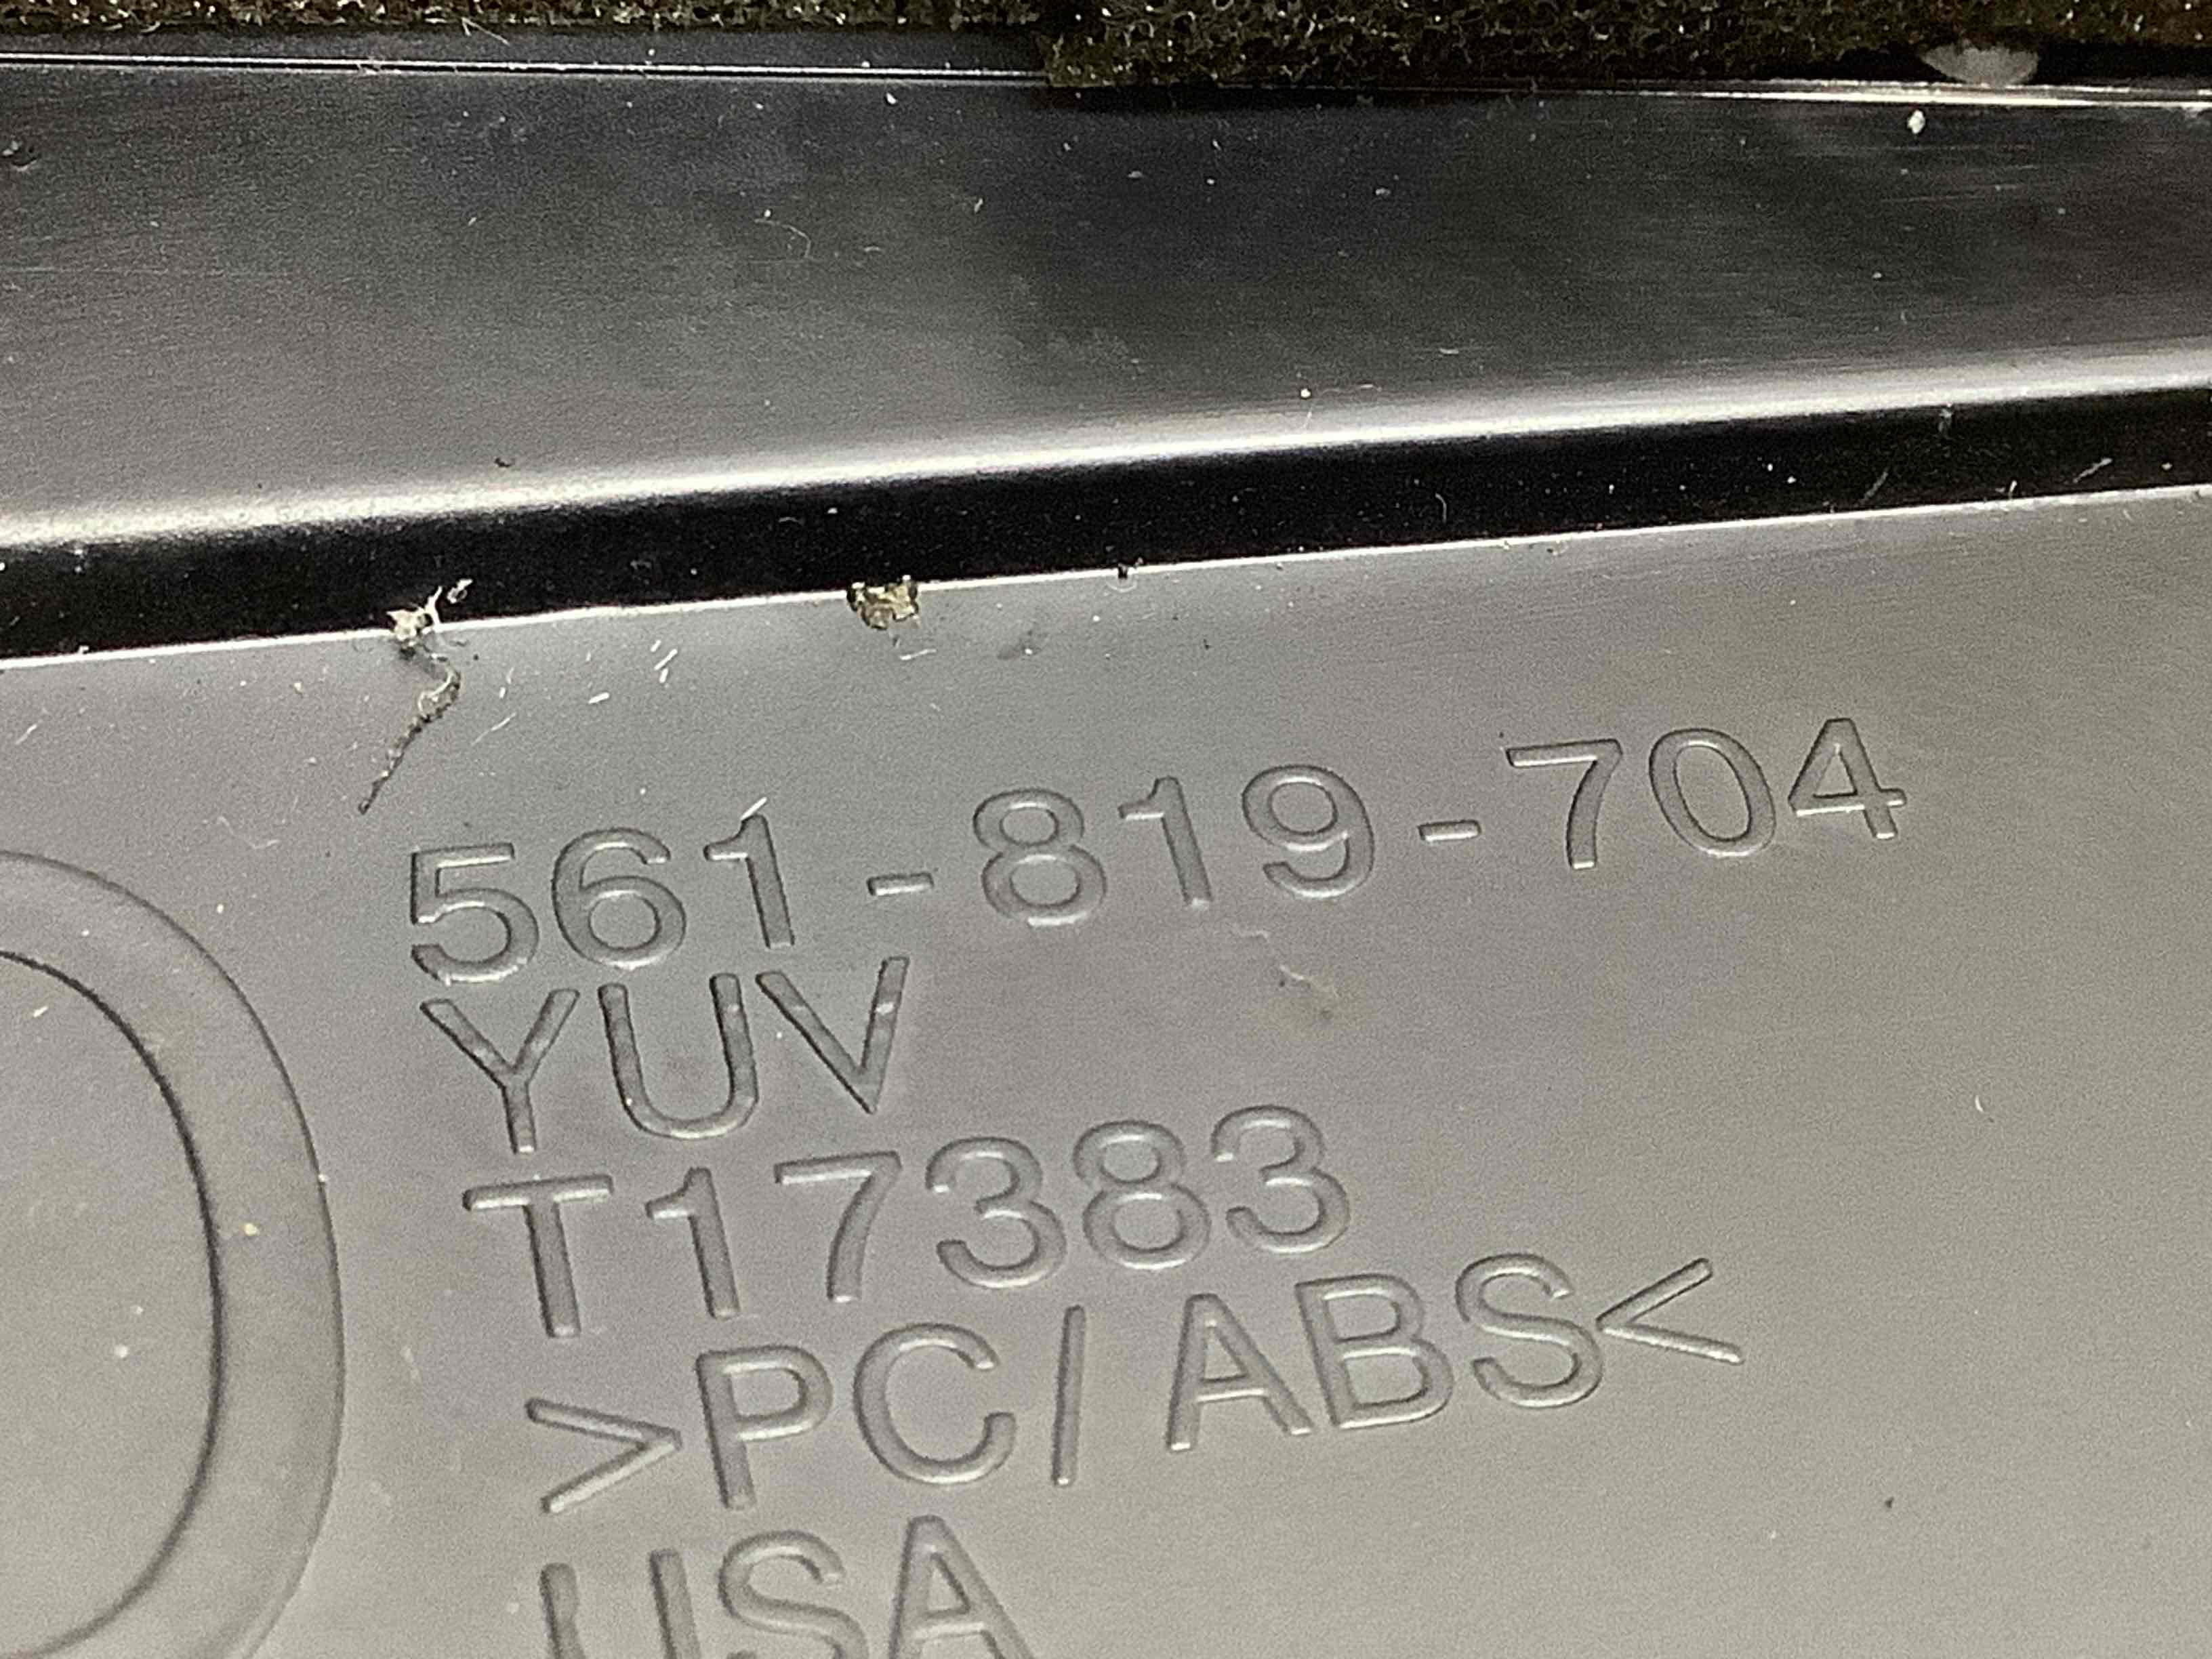 561-819-704
YUV
T17383
>PC/ABS<
USA